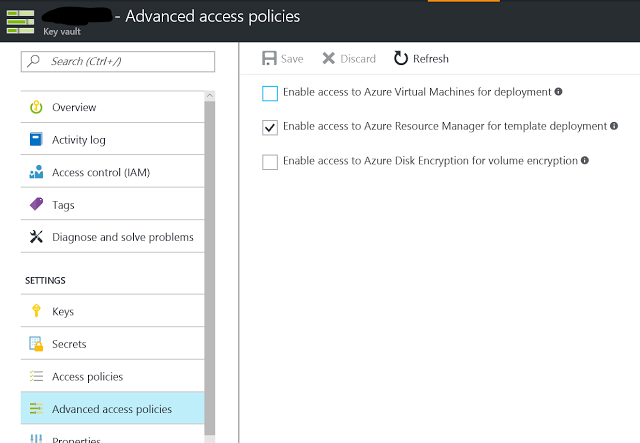 - Advanced access policies
Key vault
Search (Ctrl+/)
Overview
Activity log
Access control (IAM)
Tags
Diagnose and solve problems
SETTINGS
Keys
Secrets
Access policies
Advanced access policies
Properties
Save Discard Refresh
Enable access to Azure Virtual Machines for deployment
Enable access to Azure Resource Manager for template deployment
Enable access to Azure Disk Encryption for volume encryption